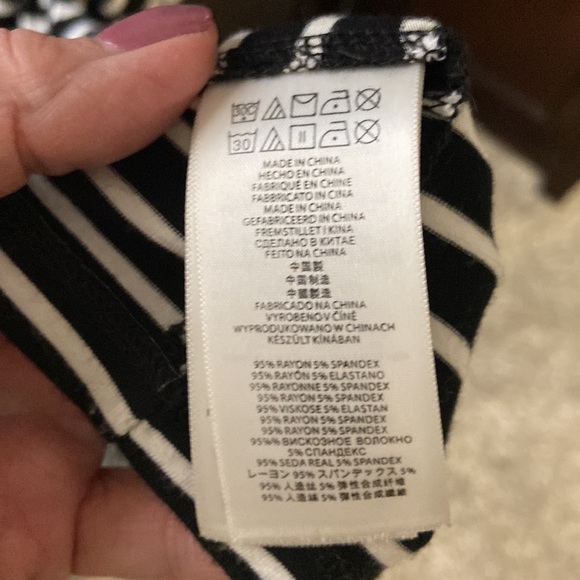 30
MADE IN CHINA
HECHO EN CHINA
FABRIQUÉ EN CHINE
FABBRICATO IN CINA
MADE IN CHINA
GEFABRICEERD IN CHINA
FREMSTILLET I KINA
СДЕЛАНО В КИТАЕ
FEITO NA CHINA
中国製
中国制造
中國製造
FABRICADO NA CHINA
VYROBENO V ČÍNĚ
WYPRODUKOWANO W CHINACH
KÉSZÜLT KÍNÁBAN
95% RAYON 5% SPANDEX
95% RAYÓN 5% ELASTANO
95% RAYONNE 5% SPANDEX
95% RAYON 5% SPANDEX
95% VISKOSE 5% ELASTAN
95% RAYON 5% SPANDEX
95% RAYON 5% SPANDEX
95%% ВИСКОЗНОЕ ВОЛОКНО
5% СПАНДЕКС
95% SEDA REAL 5% SPANDEX
レーヨン 95% スパンデックス 5%
95% 人造丝 5% 弹性合成纤维
95% 人造絲 5% 彈性合成纖維